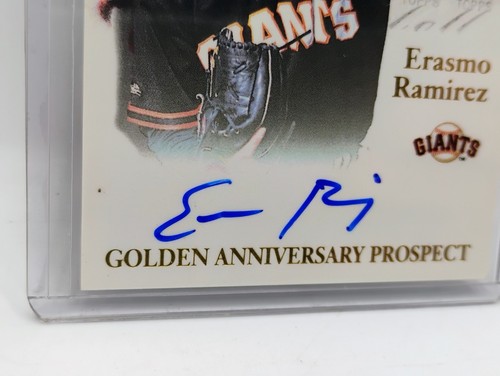 GIANTS
Erasmo
Ramirez
GIANTS
GOLDEN ANNIVERSARY PROSPECT